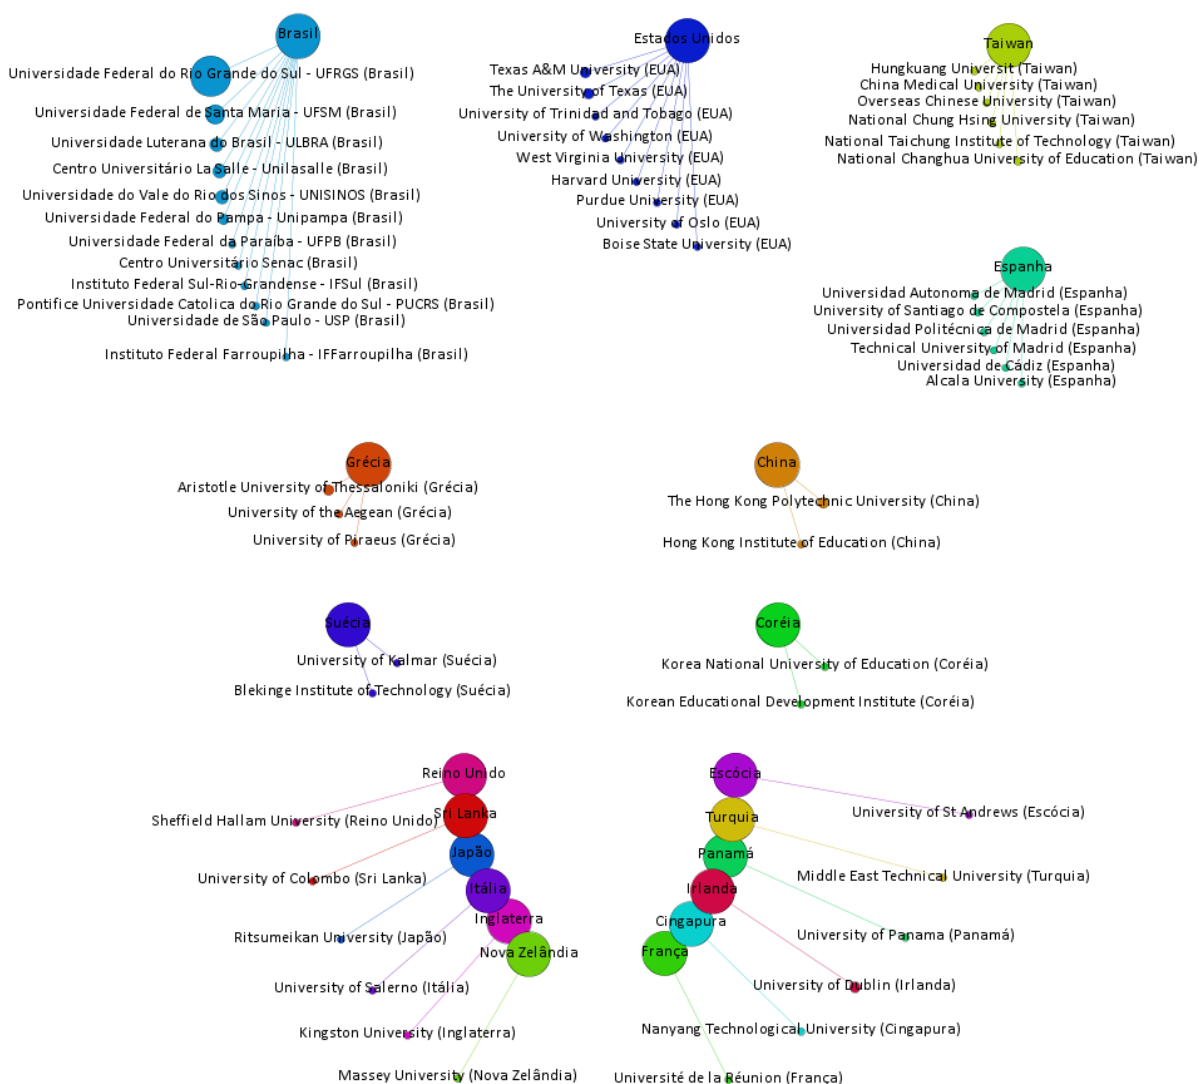 Brasil
Universidade Federal do Rio Grande do Sul - UFRGS (Brasil)
Universidade Federal de Santa Maria - UFSM (Brasil)
Universidade Luterana do Brasil - ULBRA (Brasil)
Centro Universitário La Salle - Unilasalle (Brasil)
Universidade do Vale do Rio dos Sinos - UNISINOS (Brasil)
Universidade Federal do Pampa - Unipampa (Brasil)
Universidade Federal da Paraíba - UFPB (Brasil)
Centro Universitário Senac (Brasil)
Instituto Federal Sul-Rio-Grandense - IFSul (Brasil)
Pontifice Universidade Catolica do Rio Grande do Sul - PUCRS (Brasil)
Universidade de São Paulo - USP (Brasil)
Instituto Federal Farroupilha - IFFarroupilha (Brasil)
Estados Unidos
Texas A&M University (EUA)
The University of Texas (EUA)
University of Trinidad and Tobago (EUA)
University of Washington (EUA)
West Virginia University (EUA)
Harvard University (EUA)
Purdue University (EUA)
University of Oslo (EUA)
Boise State University (EUA)
Taiwan
Hungkuang Universit (Taiwan)
China Medical University (Taiwan)
Overseas Chinese University (Taiwan)
National Chung Hsing University (Taiwan)
National Taichung Institute of Technology (Taiwan)
National Changhua University of Education (Taiwan)
Espanha
Universidad Autonoma de Madrid (Espanha)
University of Santiago de Compostela (Espanha)
Universidad Politécnica de Madrid (Espanha)
Technical University of Madrid (Espanha)
Universidad de Cádiz (Espanha)
Alcala University (Espanha)
Grécia
Aristotle University of Thessaloniki (Grécia)
University of the Aegean (Grécia)
University of Piraeus (Grécia)
China
The Hong Kong Polytechnic University (China)
Hong Kong Institute of Education (China)
Suécia
University of Kalmar (Suécia)
Blekinge Institute of Technology (Suécia)
Coréia
Korea National University of Education (Coréia)
Korean Educational Development Institute (Coréia)
Reino Unido
Sheffield Hallam University (Reino Unido)
Sri Lanka
University of Colombo (Sri Lanka)
Japão
Ritsumeikan University (Japão)
Itália
University of Salerno (Itália)
Inglaterra
Kingston University (Inglaterra)
Nova Zelândia
Massey University (Nova Zelândia)
Escócia
University of St Andrews (Escócia)
Turquia
Middle East Technical University (Turquia)
Panamá
University of Panama (Panamá)
Irlanda
University of Dublin (Irlanda)
Cingapura
Nanyang Technological University (Cingapura)
França
Université de la Réunion (França)